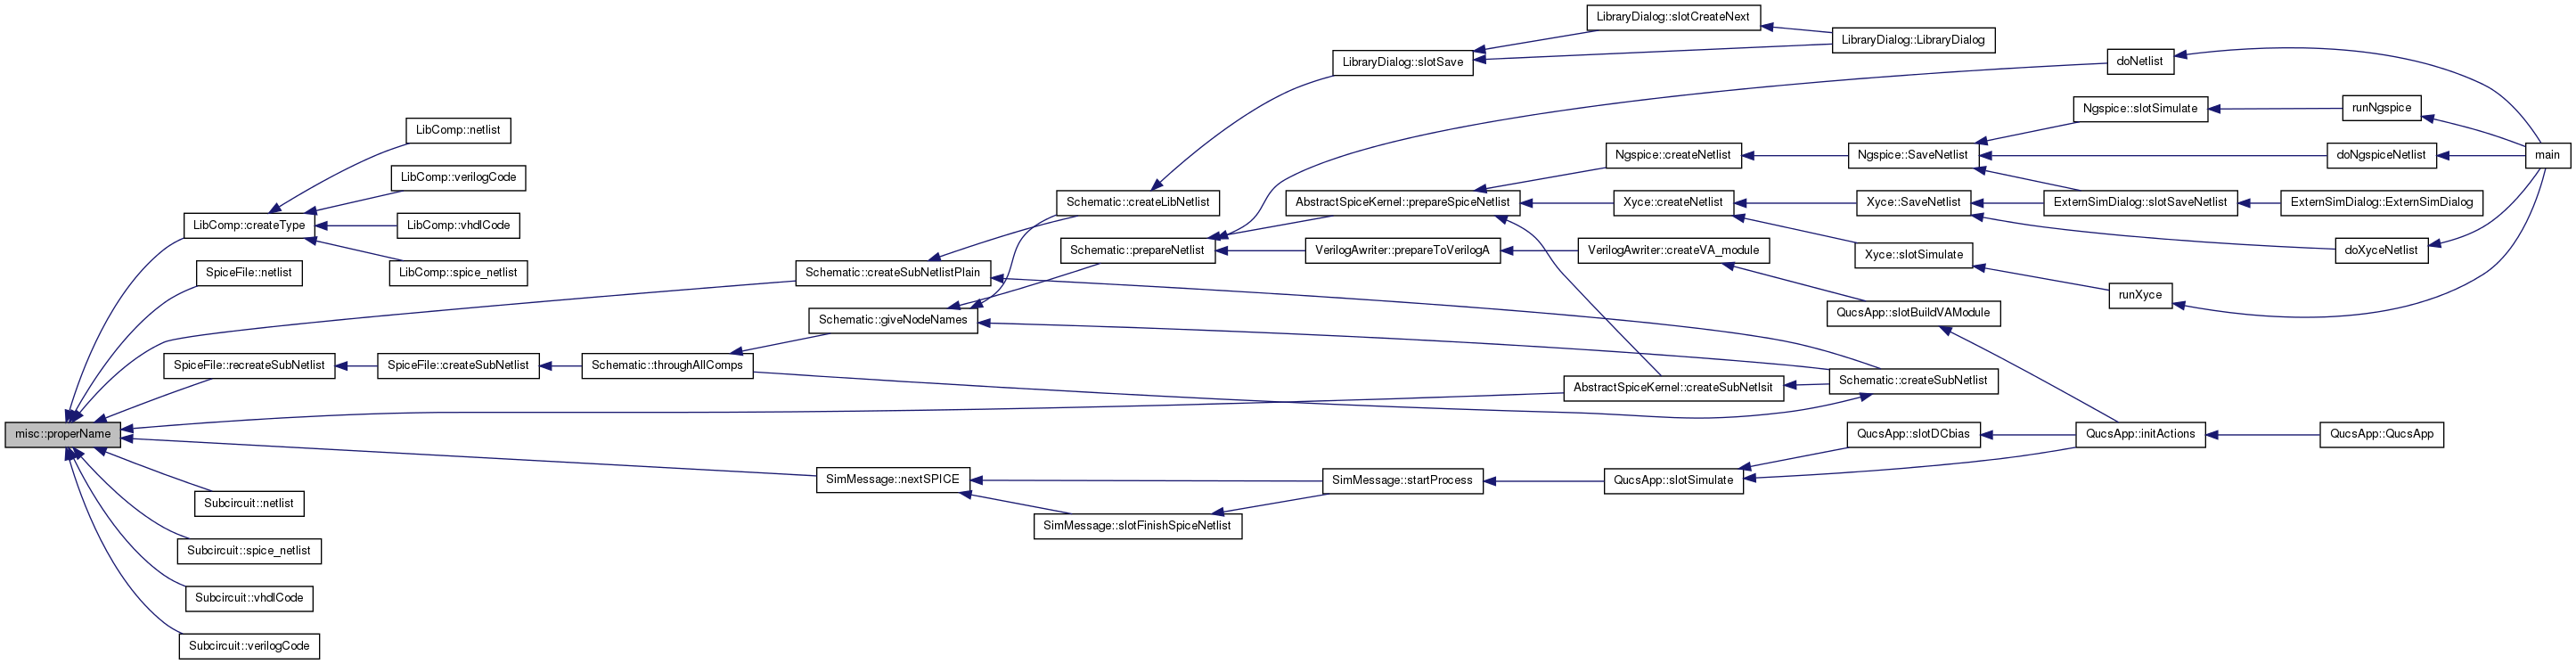 misc::properName
LibComp::createType
LibComp::netlist
LibComp::verilogCode
LibComp::vhdlCode
LibComp::spice_netlist
SpiceFile::netlist
SpiceFile::recreateSubNetlist
SpiceFile::createSubNetlist
Schematic::throughAllComps
Schematic::createSubNetlistPlain
Schematic::giveNodeNames
Schematic::createLibNetlist
Schematic::prepareNetlist
LibraryDialog::slotSave
LibraryDialog::slotCreateNext
LibraryDialog::LibraryDialog
AbstractSpiceKernel::prepareSpiceNetlist
VerilogAwriter::prepareToVerilogA
VerilogAwriter::createVA_module
Ngspice::createNetlist
Xyce::createNetlist
Ngspice::SaveNetlist
Xyce::SaveNetlist
Xyce::slotSimulate
QucsApp::slotBuildVAModule
doNetlist
Ngspice::slotSimulate
runNgspice
doNgspiceNetlist
main
ExternSimDialog::slotSaveNetlist
ExternSimDialog::ExternSimDialog
doXyceNetlist
runXyce
AbstractSpiceKernel::createSubNetlsit
Schematic::createSubNetlist
QucsApp::slotDCbias
QucsApp::initActions
QucsApp::QucsApp
SimMessage::nextSPICE
SimMessage::startProcess
QucsApp::slotSimulate
SimMessage::slotFinishSpiceNetlist
Subcircuit::netlist
Subcircuit::spice_netlist
Subcircuit::vhdlCode
Subcircuit::verilogCode